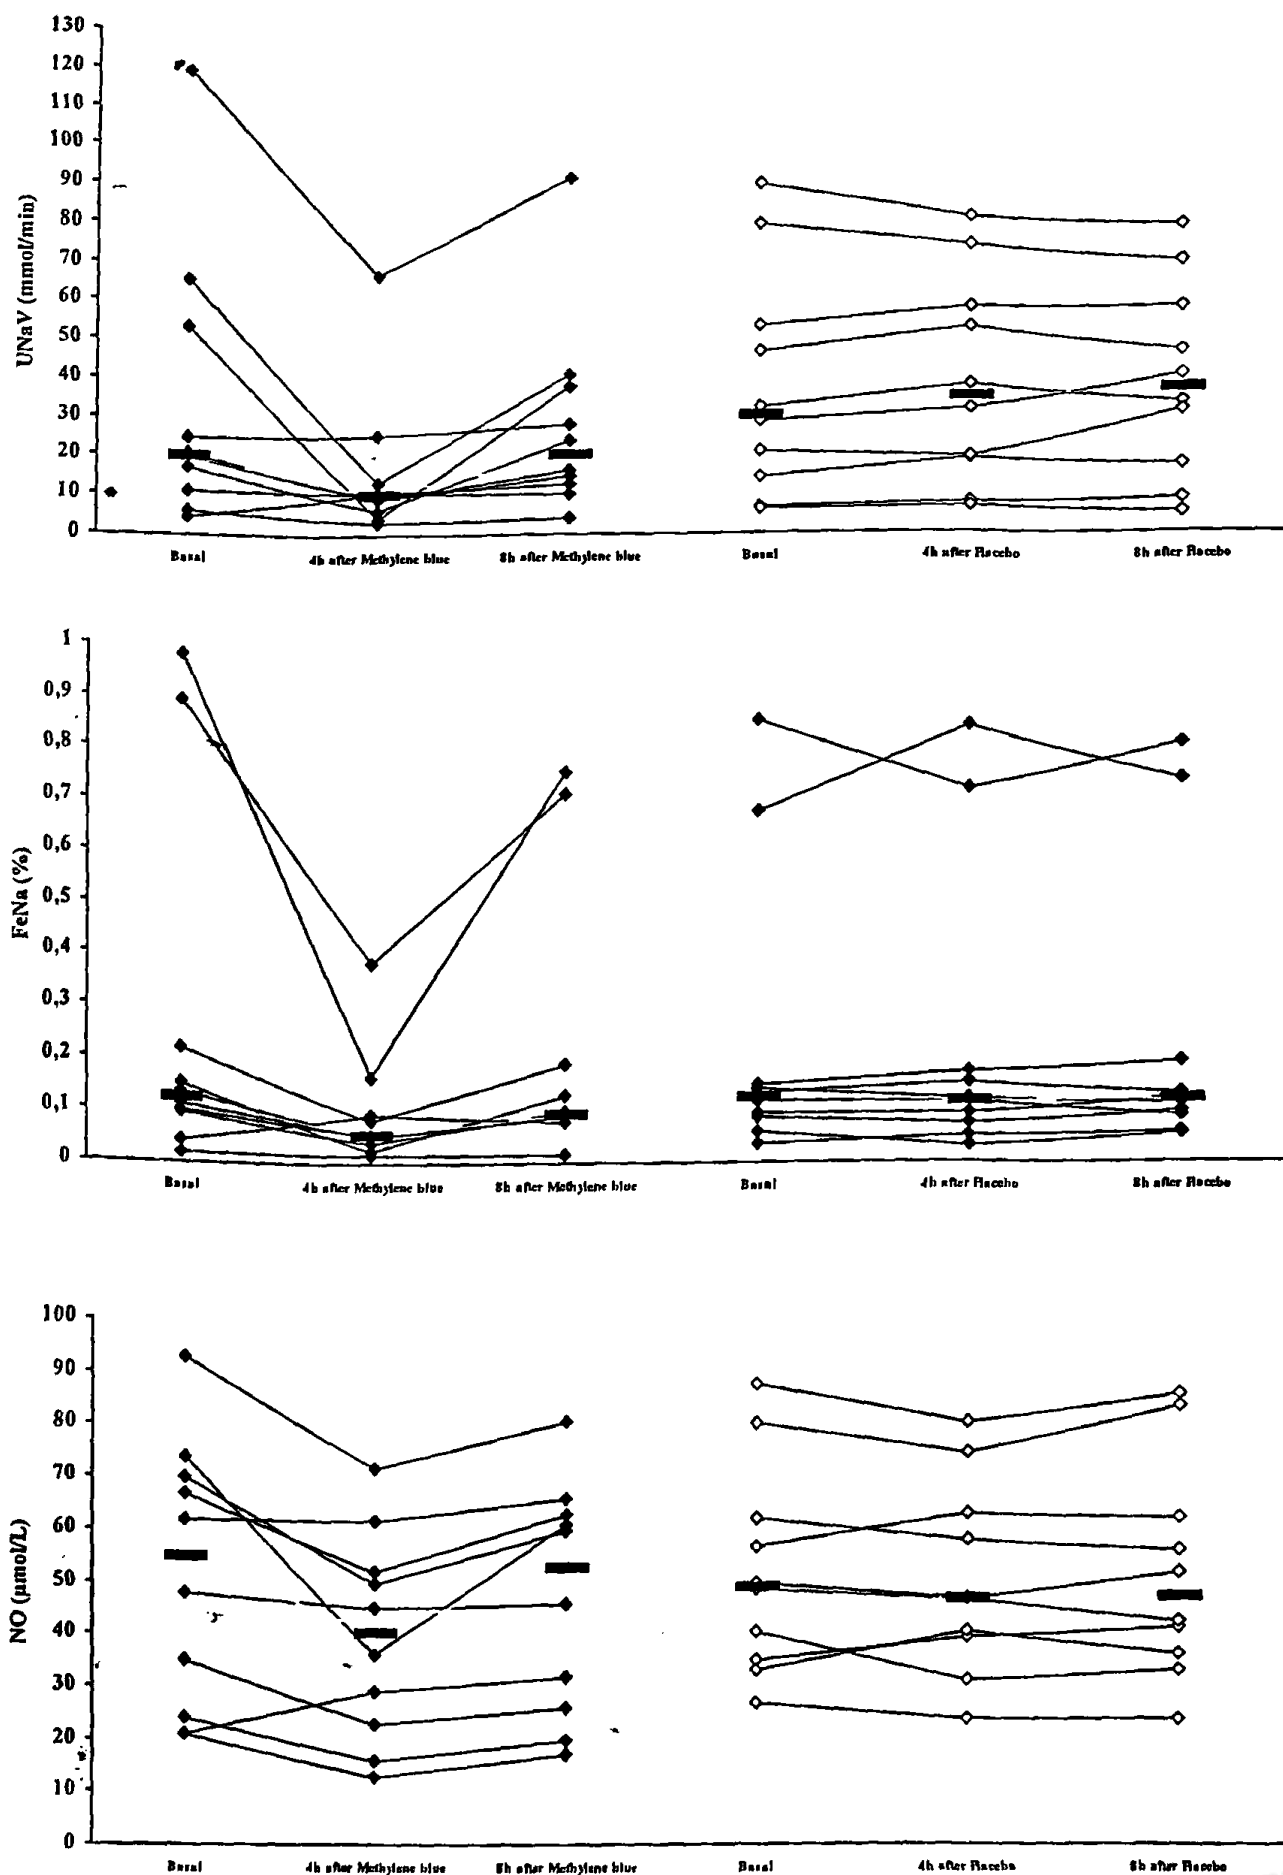 130
120
110
100
90
80
70
60
50
40
30
20
10
0
UNaV (mmol/min)
Basal
4h after Methylene blue
8h after Methylene blue
Basal
4h after Placebo
8h after Placebo
1
0,9
0,8
0,7
0,6
0,5
0,4
0,3
0,2
0,1
0
FeNa (%)
Basal
4h after Methylene blue
8h after Methylene blue
Basal
4h after Placebo
8h after Placebo
100
90
80
70
60
50
40
30
20
10
0
NO (µmol/L)
Basal
4h after Methylene blue
8h after Methylene blue
Basal
4h after Placebo
8h after Placebo